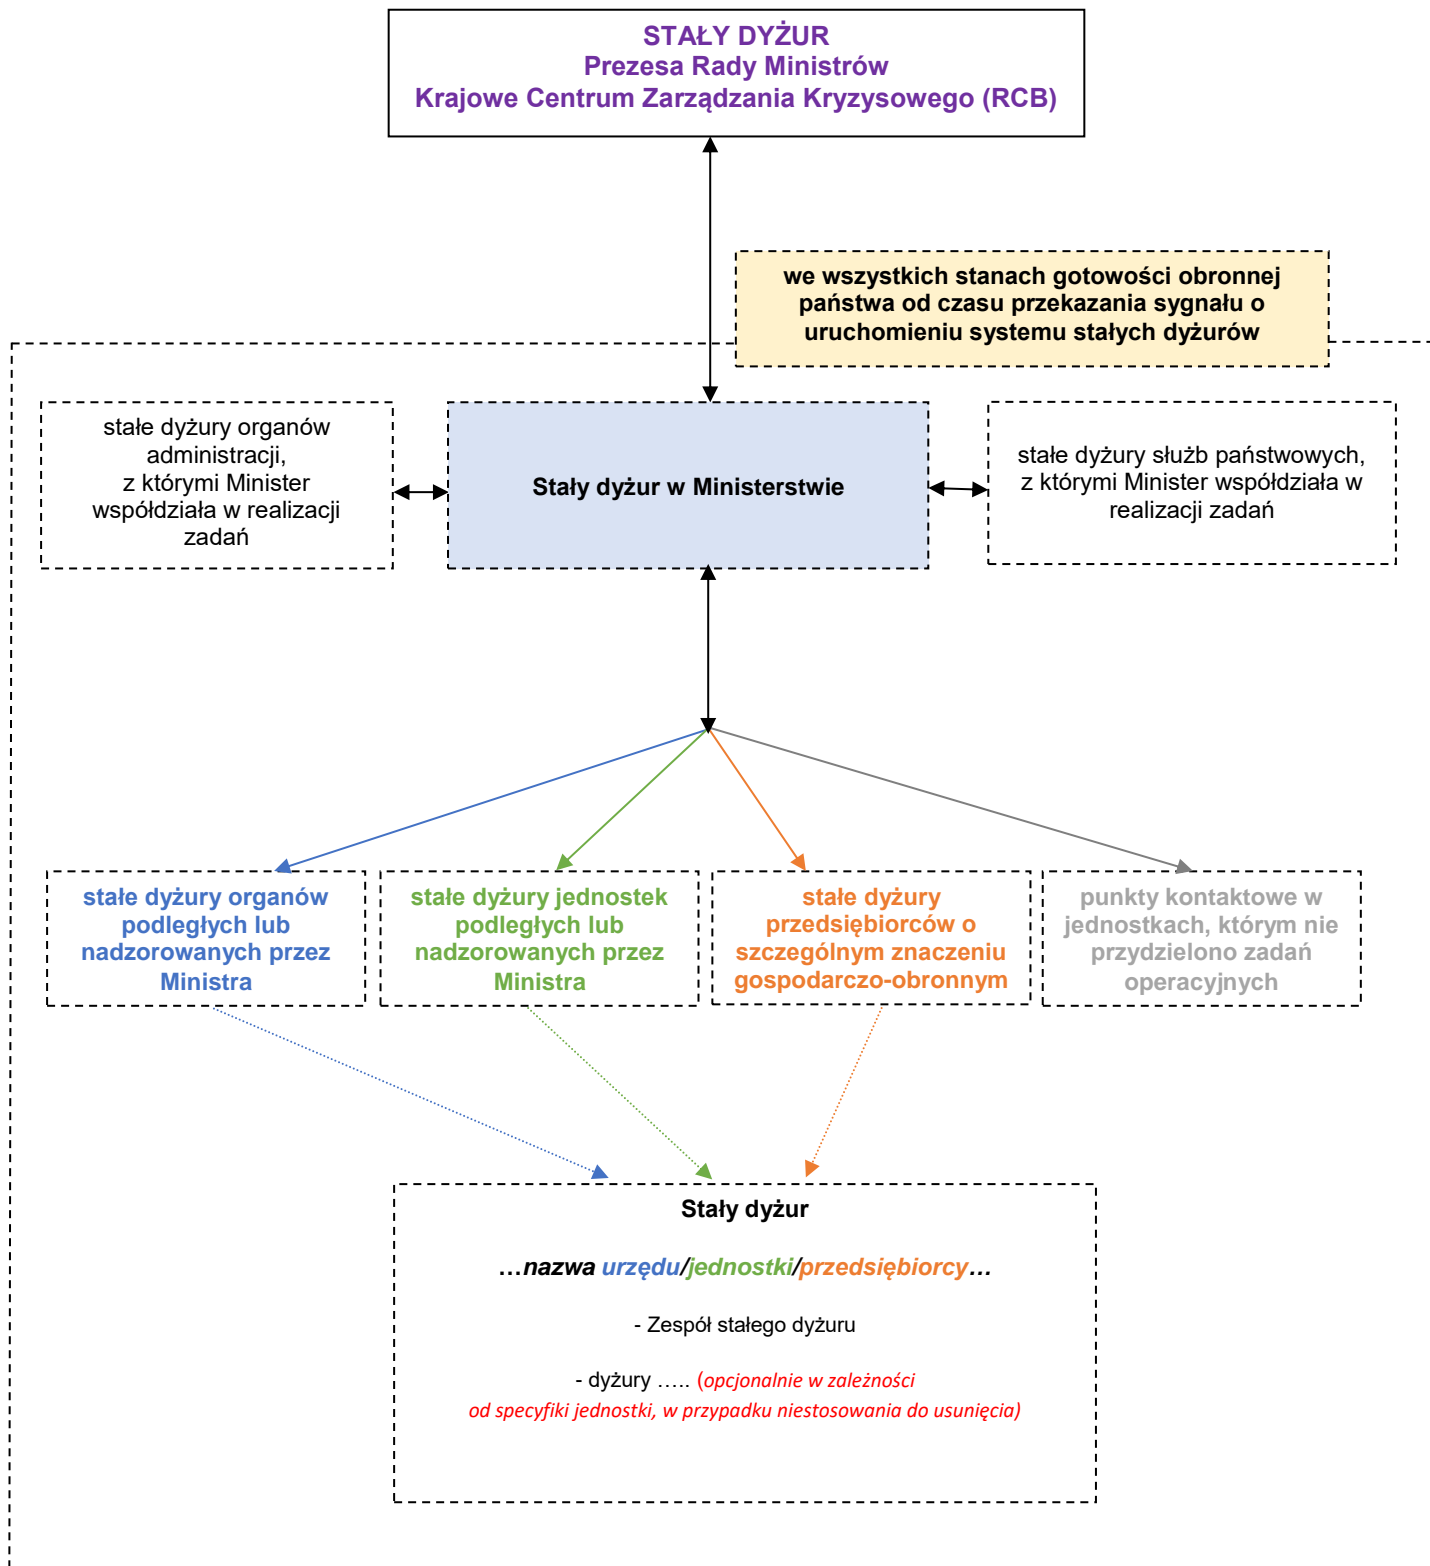 STAŁY DYŻUR
Prezesa Rady Ministrów
Krajowe Centrum Zarządzania Kryzysowego (RCB)
we wszystkich stanach gotowości obronnej
państwa od czasu przekazania sygnału o
uruchomieniu systemu stałych dyżurów
stałe dyżury organów
administracji,
z którymi Minister
współdziała w realizacji
zadań
Stały dyżur w Ministerstwie
stałe dyżury służb państwowych,
z którymi Minister współdziała w
realizacji zadań
stałe dyżury organów
podległych lub
nadzorowanych przez
Ministra
stałe dyżury jednostek
podległych lub
nadzorowanych przez
Ministra
stałe dyżury
przedsiębiorców o
szczególnym znaczeniu
gospodarczo-obronnym
punkty kontaktowe w
jednostkach, którym nie
przydzielono zadań
operacyjnych
Stały dyżur
…nazwa urzędu/jednostki/przedsiębiorcy…
- Zespół stałego dyżuru
- dyżury ….. (opcjonalnie w zależności
od specyfiki jednostki, w przypadku niestosowania do usunięcia)